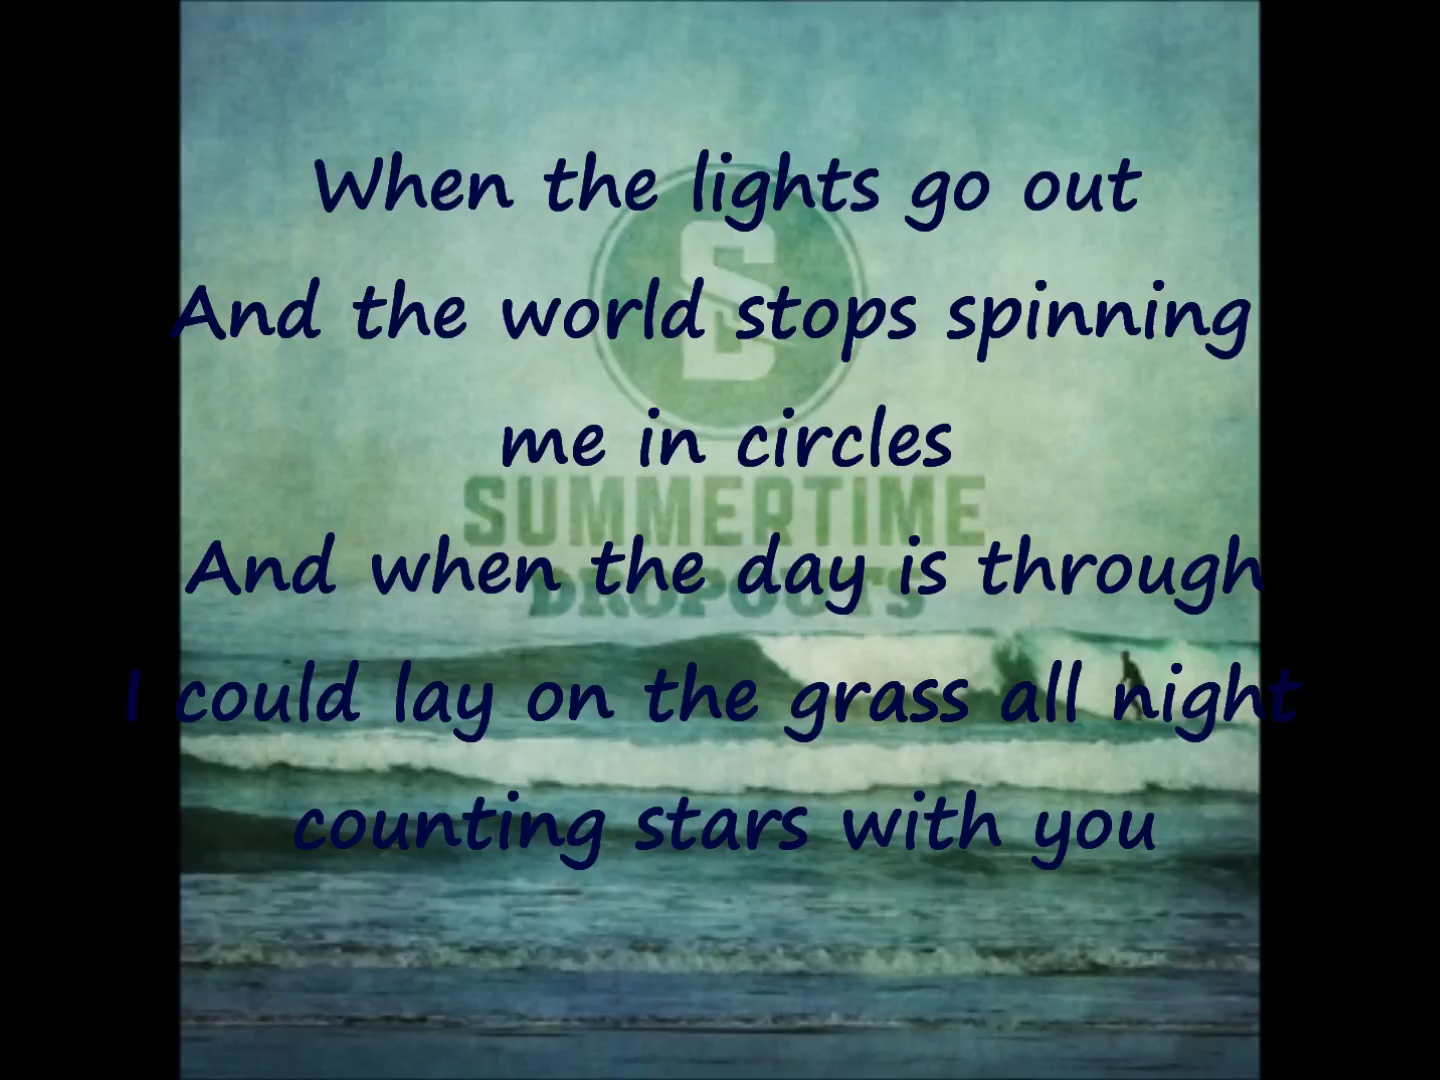 When the lights go out
And the world stops spinning
me in circles
SUMMERTIME
And when the day is through
DROPOUTS
I could lay on the grass all night
counting stars with you